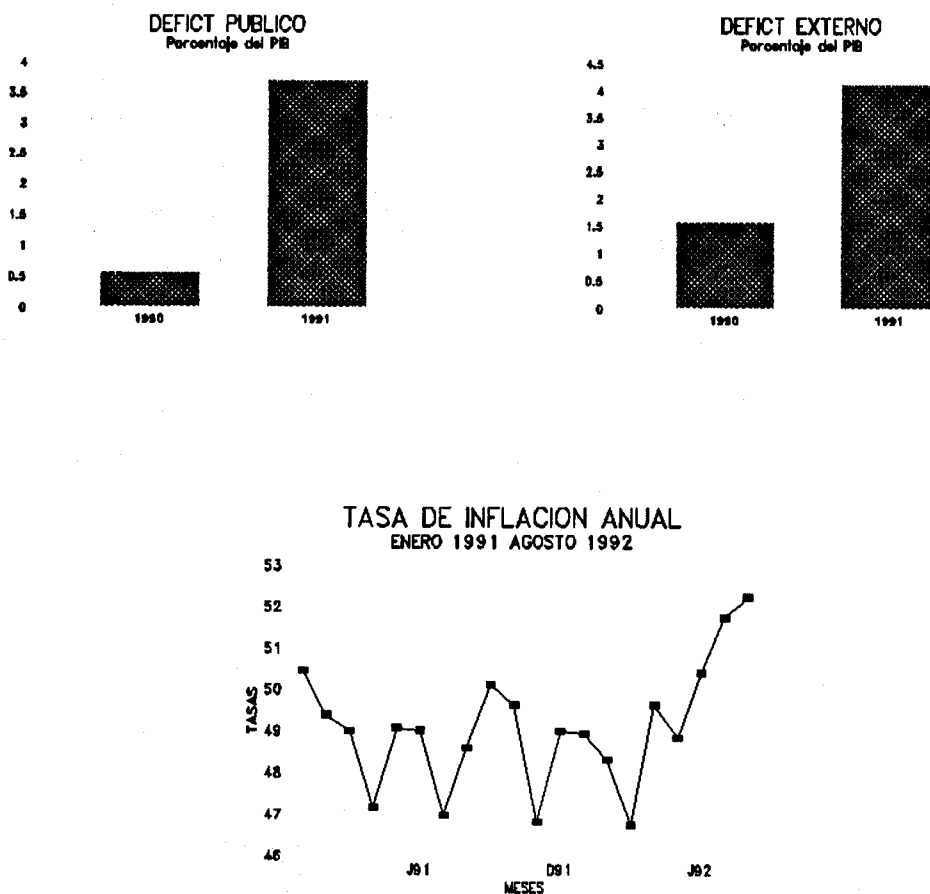 DEFICT PUBLICO
Porcentaje del PIB
4
3.5
3
2.5
2
1.5
1
0.5
0
1990
1991
DEFICT EXTERNO
Porcentaje del PIB
4.5
4
3.5
3
2.5
2
1.5
1
0.5
0
1990
1991
TASA DE INFLACION ANUAL
ENERO 1991 AGOSTO 1992
53
52
51
50
49
48
47
46
TASAS
J91
D91
J92
MESES